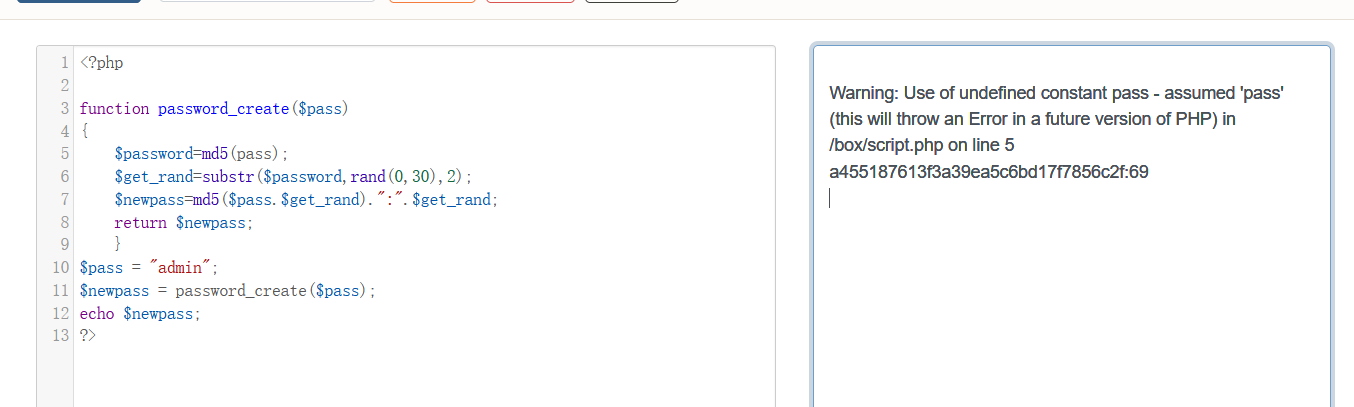 1 <?php
2
3 function password_create($pass)
4 {
5 $password=md5(pass);
6 $get_rand=substr($password,rand(0,30),2);
7 $newpass=md5($pass.$get_rand).":".$get_rand;
8 return $newpass;
9 }
10 $pass = "admin";
11 $newpass = password_create($pass);
12 echo $newpass;
13 ?>
Warning: Use of undefined constant pass - assumed 'pass'
(this will throw an Error in a future version of PHP) in
/box/script.php on line 5
a455187613f3a39ea5c6bd17f7856c2f:69